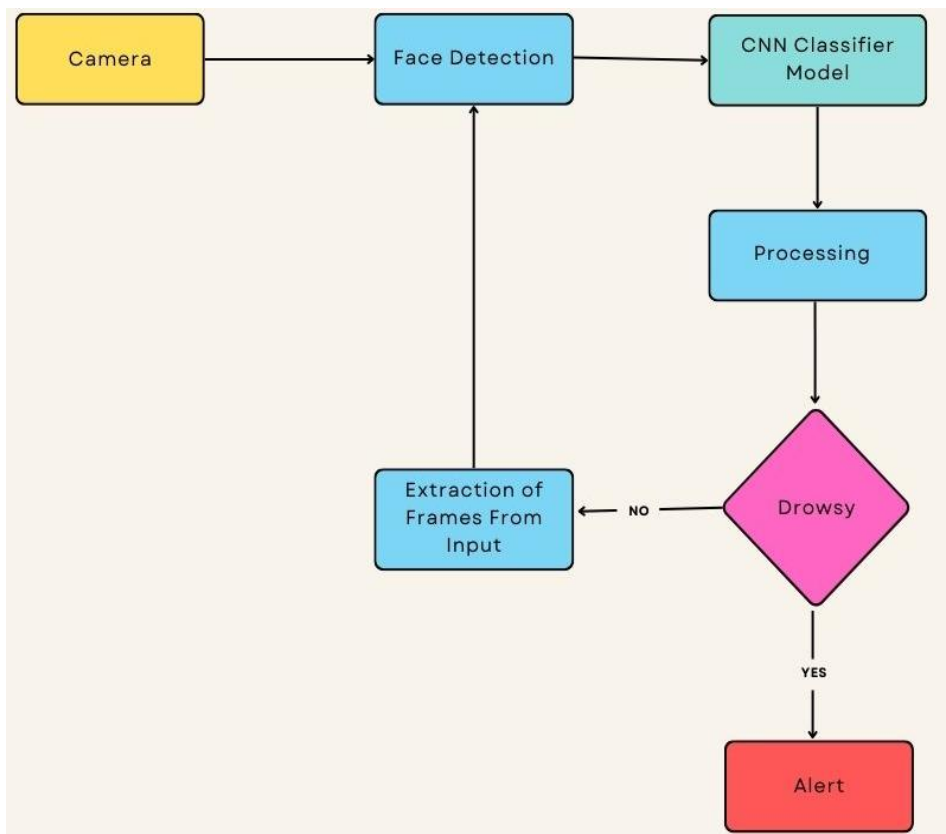 Camera
Face Detection
CNN Classifier
Model
Processing
Drowsy
NO
Extraction of
Frames From
Input
YES
Alert